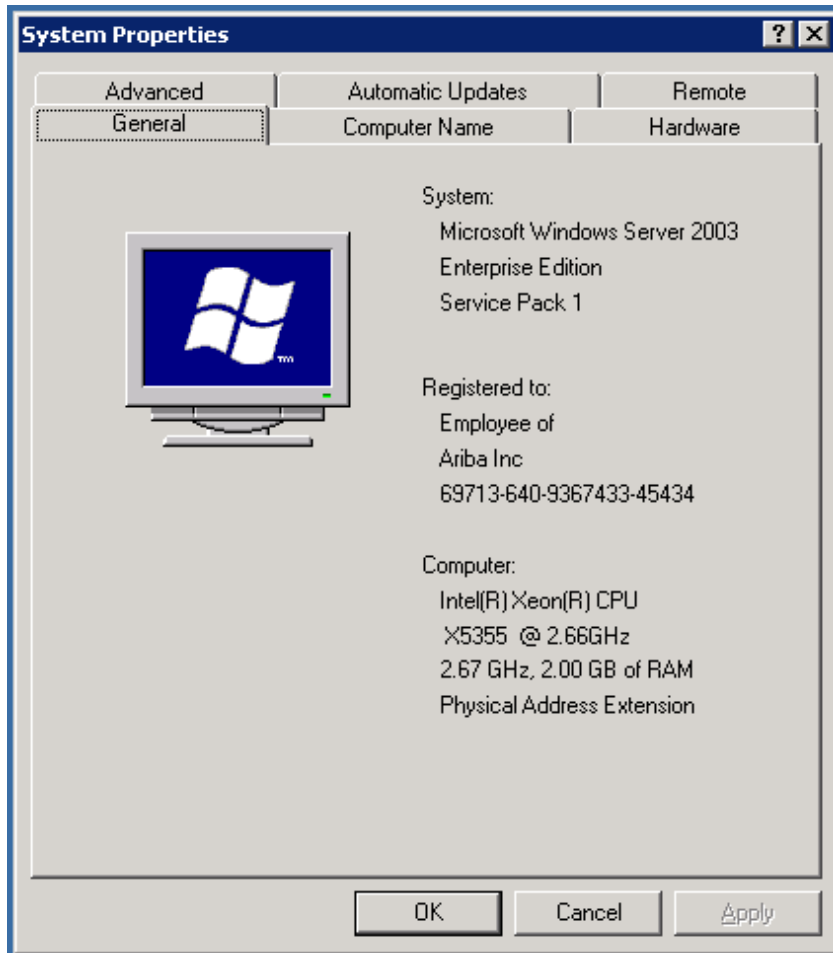 System Properties
Advanced Automatic Updates Remote
General Computer Name Hardware
System:
Microsoft Windows Server 2003
Enterprise Edition
Service Pack 1
Registered to:
Employee of
Ariba Inc
69713-640-9367433-45434
Computer:
Intel(R) Xeon(R) CPU
X5355 @ 2.66GHz
2.67 GHz, 2.00 GB of RAM
Physical Address Extension
TM
OK Cancel Apply